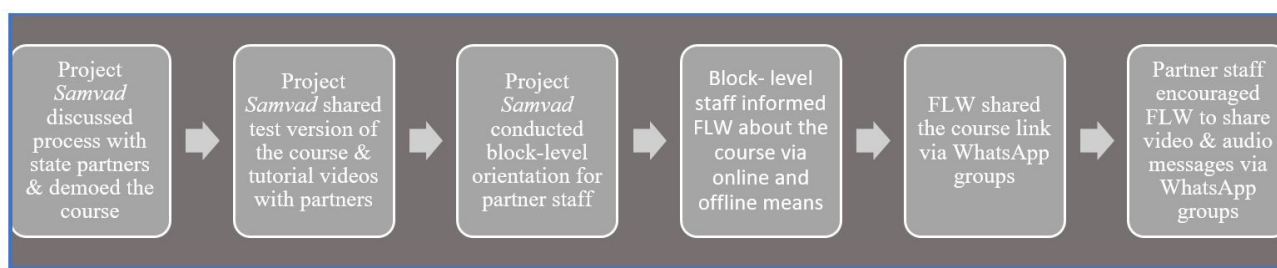 Project
Samvad
discussed
process with
state partners
& demoed the
course
Project
Samvad shared
test version of
the course &
tutorial videos
with partners
Project
Samvad
conducted
block-level
orientation for
partner staff
Block- level
staff informed
FLW about the
course via
online and
offline means
FLW shared
the course link
via WhatsApp
groups
Partner staff
encouraged
FLW to share
video & audio
messages via
WhatsApp
groups